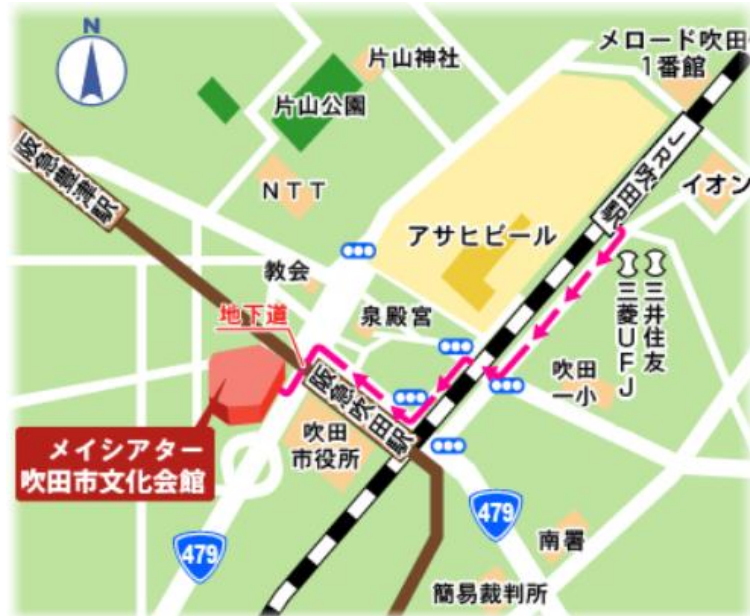 N
片山神社
メロード吹田
1番館
片山公園
阪急豊津駅
NTT
JR吹田駅
イオン
アサヒビール
教会
地下道
泉殿宮
三井住友
三菱UFJ
阪急吹田駅
吹田
一小
吹田
市役所
メイシアター
吹田市文化会館
479
479
南署
簡易裁判所